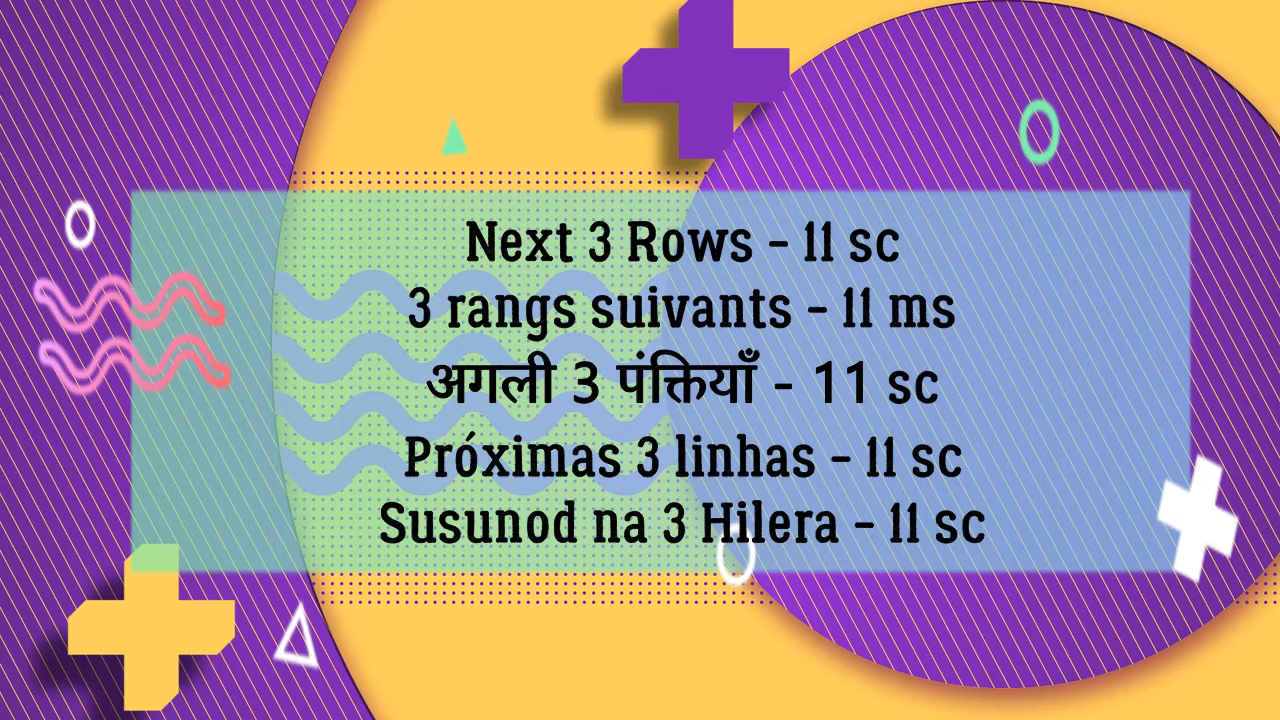 Next 3 Rows - 11 sc
3 rangs suivants - 11 ms
अगली 3 पंक्तियाँ - 11 sc
Próximas 3 linhas - 11 sc
Susunod na 3 Hilera - 11 sc